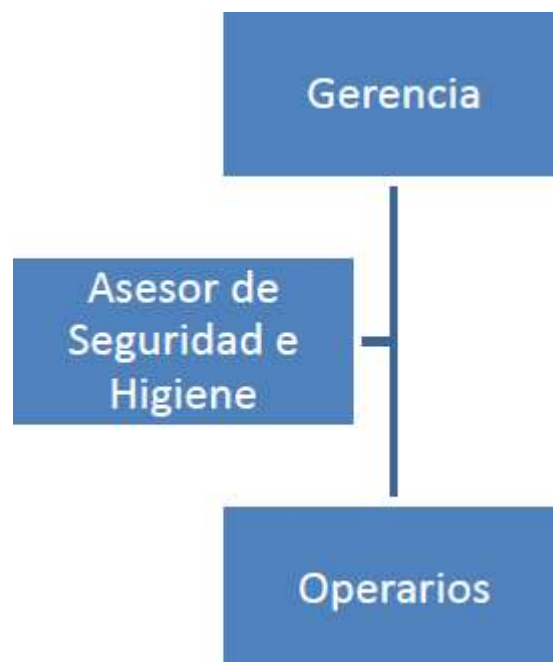 Gerencia
Asesor de
Seguridad e
Higiene
Operarios